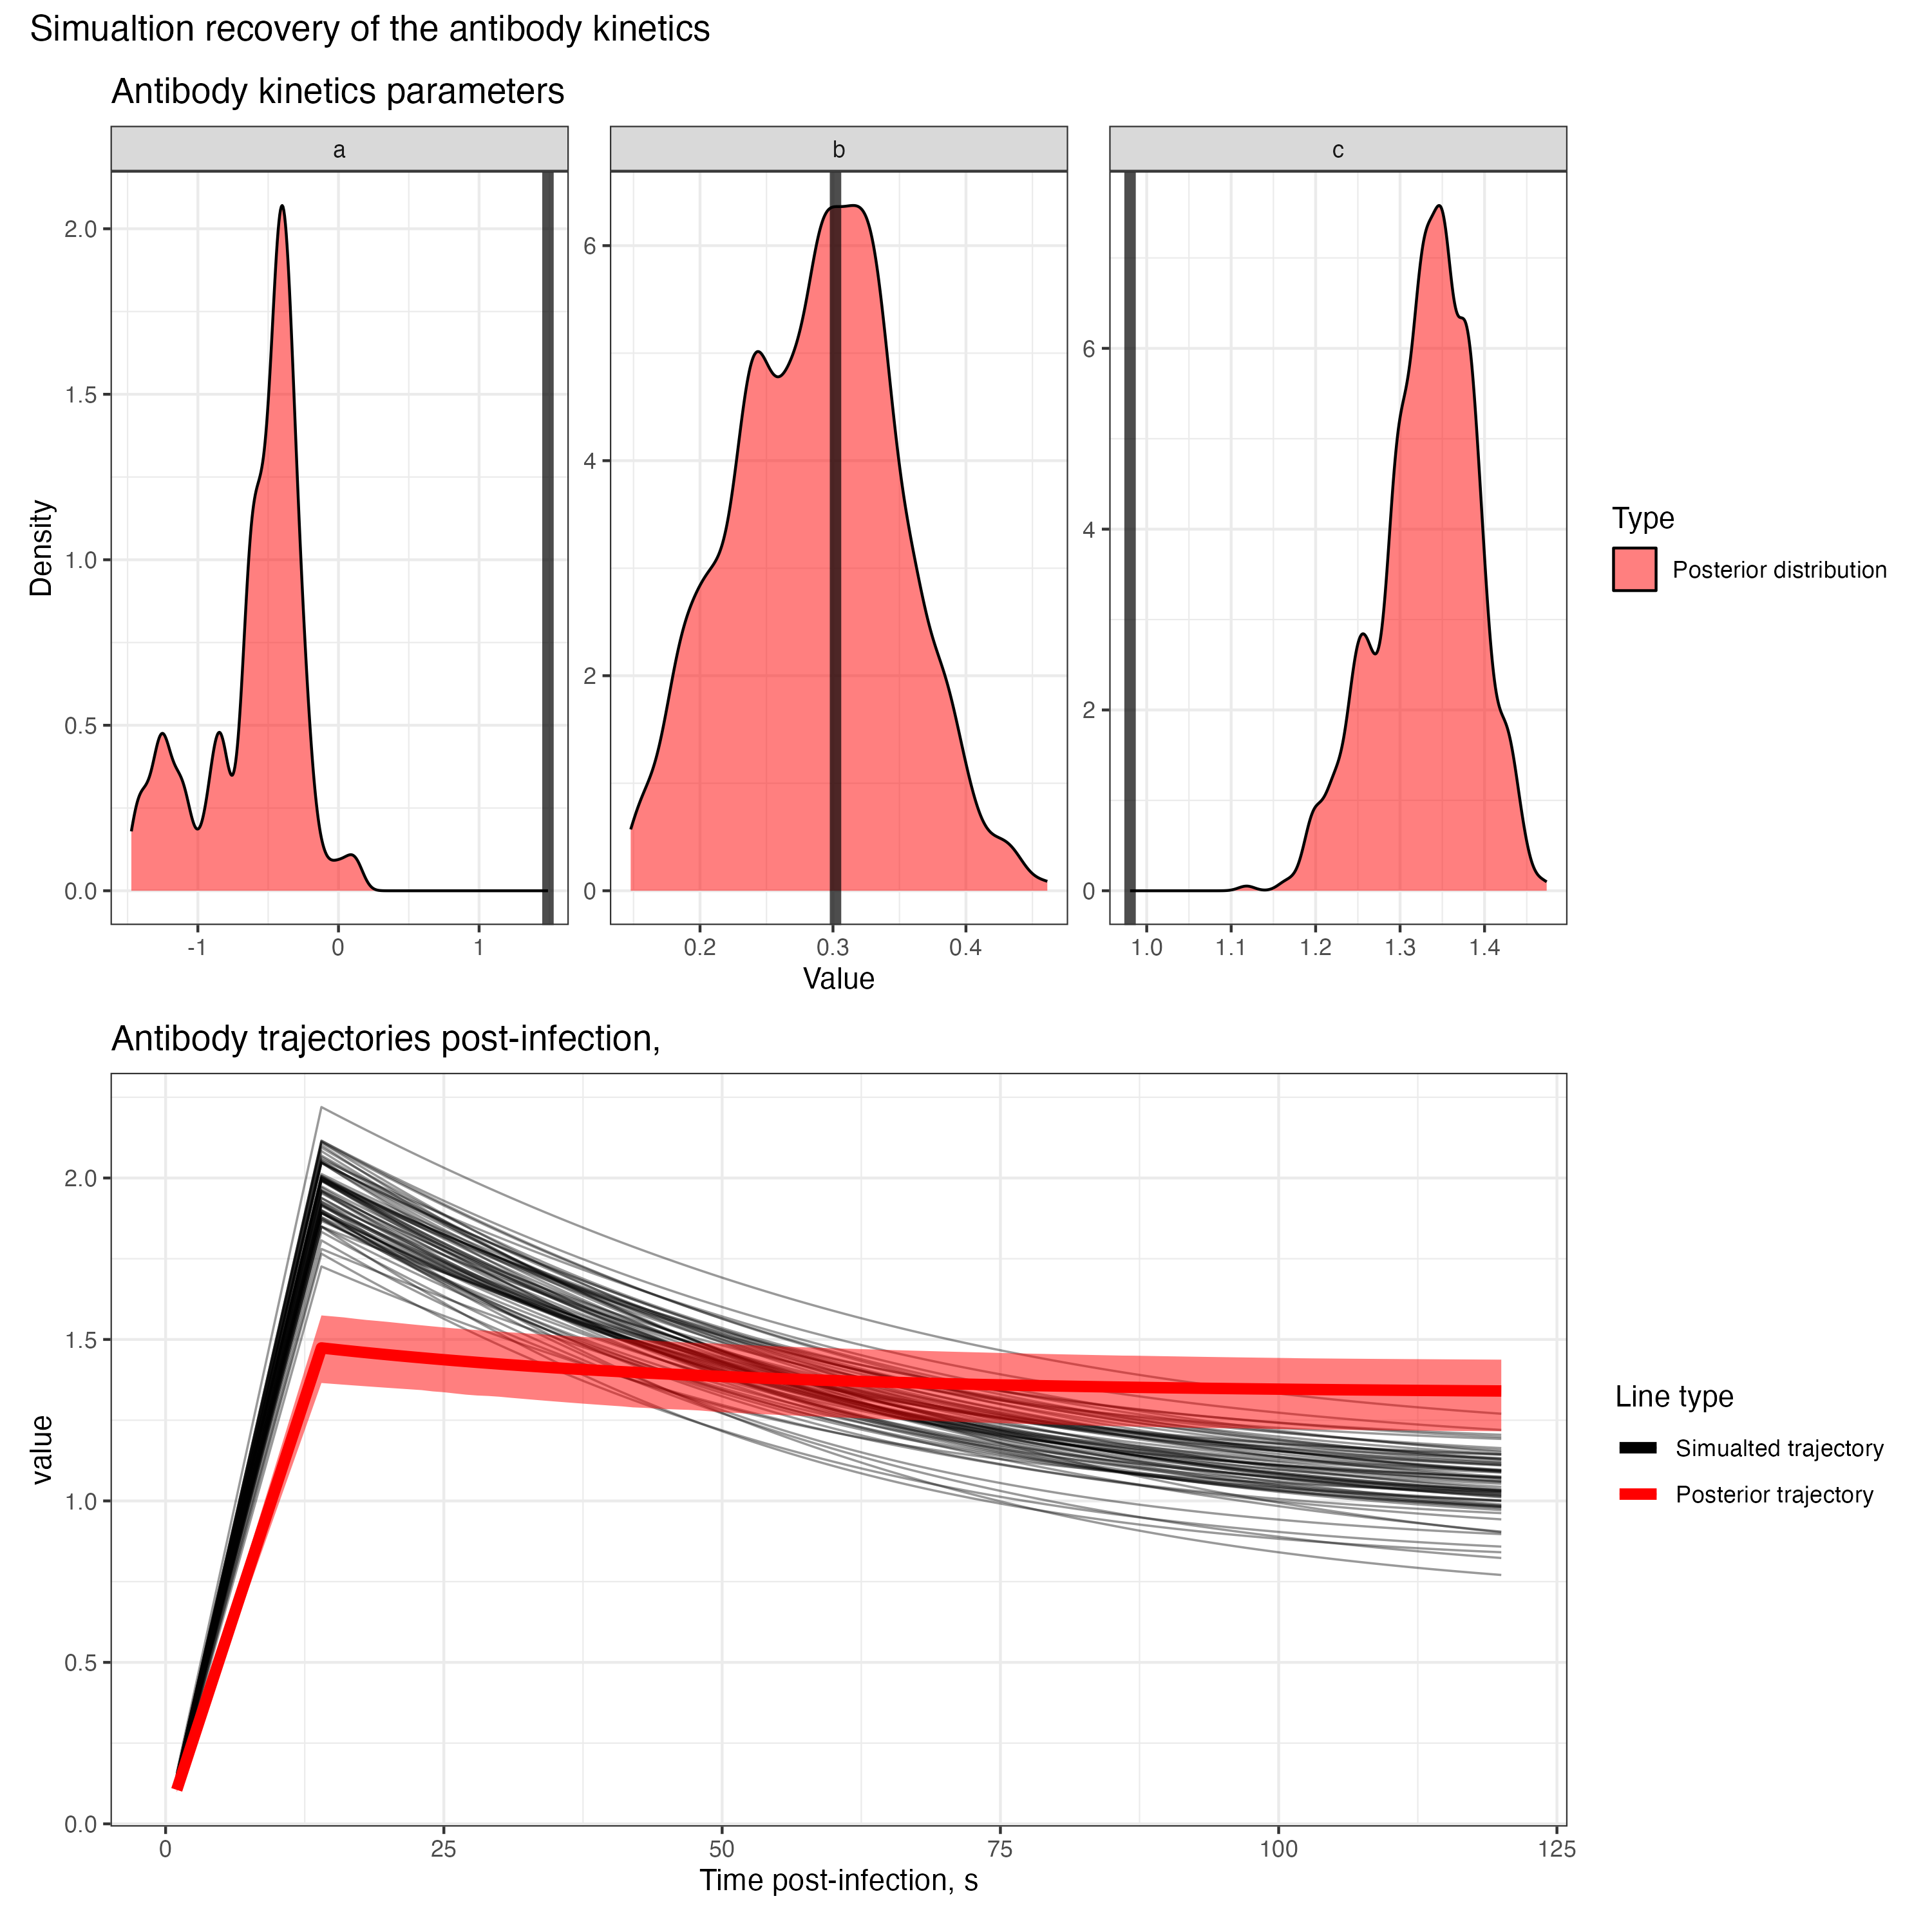 Simualtion recovery of the antibody kinetics
Antibody kinetics parameters
a
b
c
Density
0.0
0.5
1.0
1.5
2.0
-1
0
1
0
2
4
6
0.2
0.3
0.4
0
2
4
6
1.0
1.1
1.2
1.3
1.4
Value
Type
Posterior distribution
Antibody trajectories post-infection,
value
0.0
0.5
1.0
1.5
2.0
0
25
50
75
100
125
Time post-infection, s
Line type
Simualted trajectory
Posterior trajectory